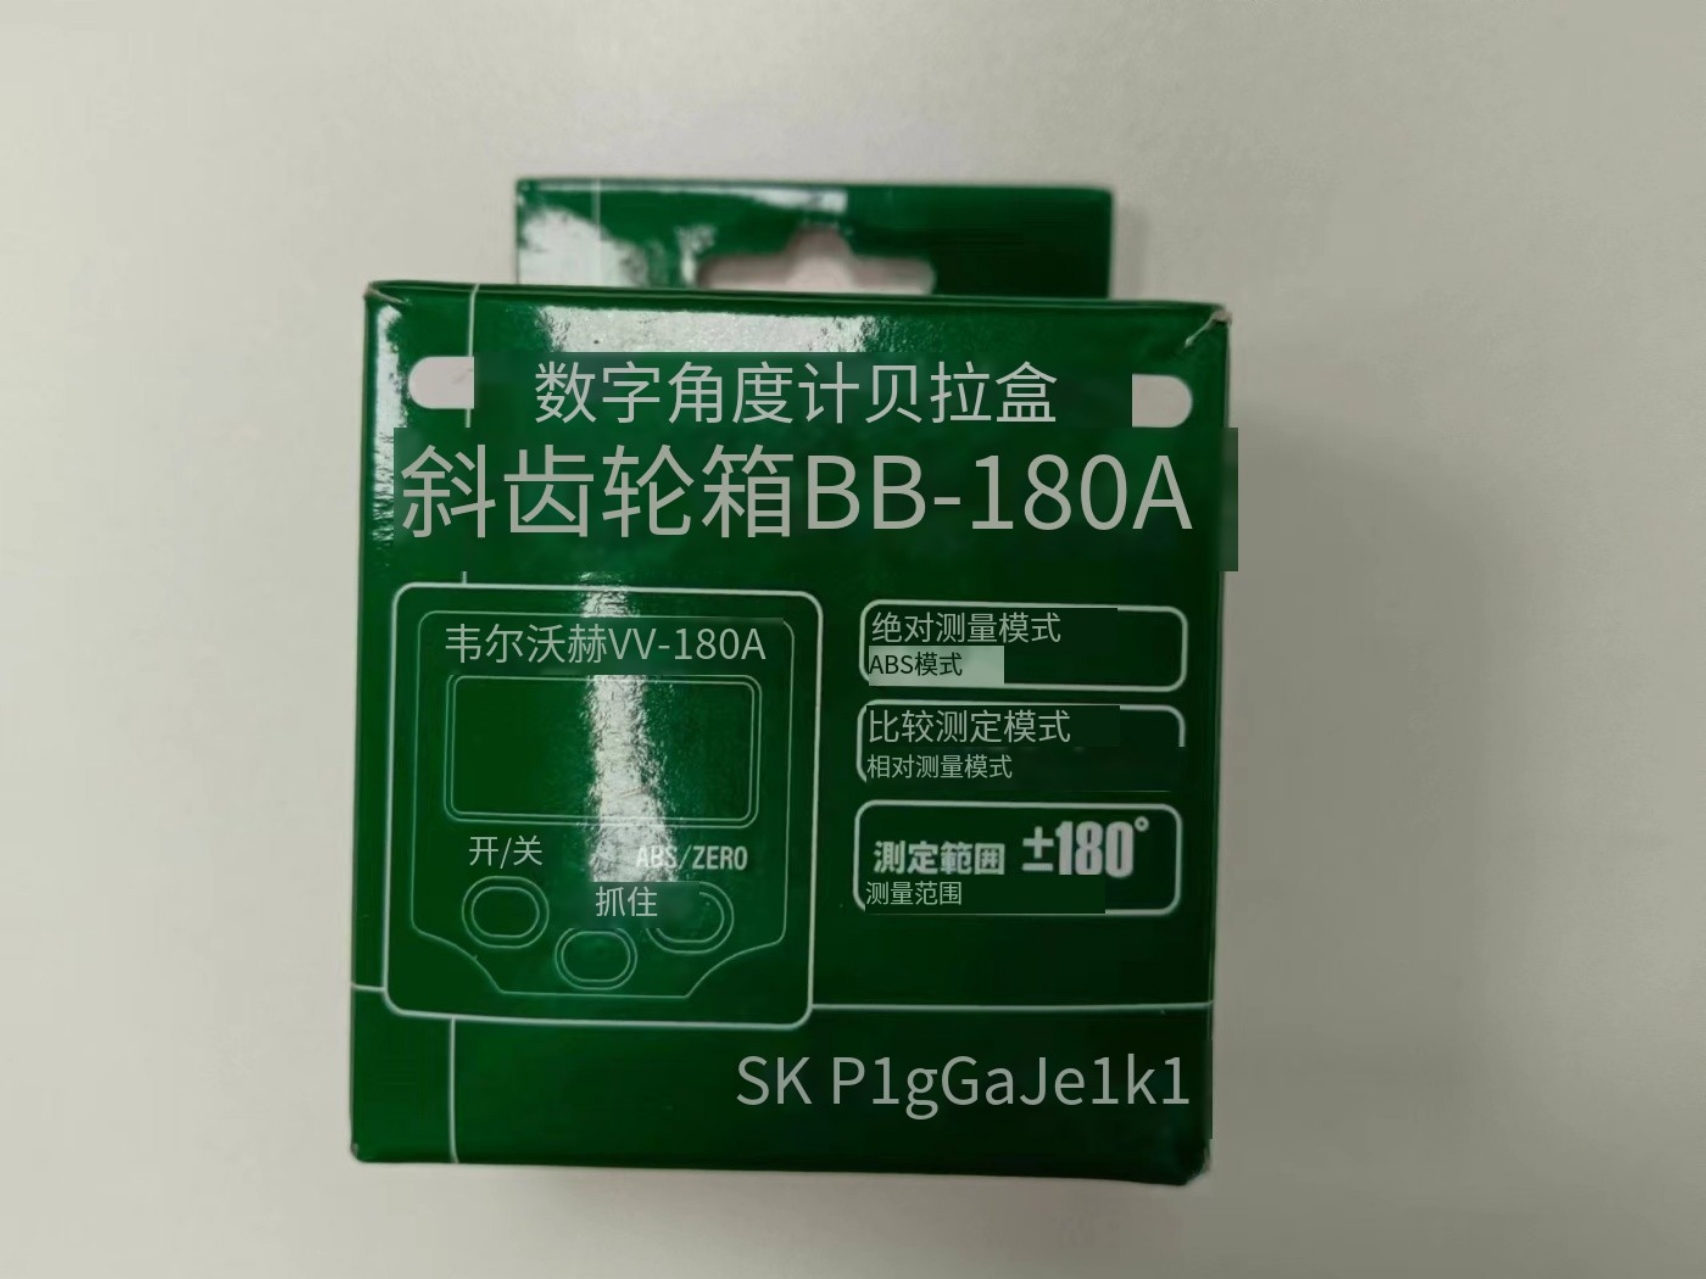 数字角度计贝拉盒
斜齿轮箱BB-180A
韦尔沃赫VV-180A
开/关
ABS/ZERO
抓住
绝对测量模式
ABS模式
比较测定模式
相对测量模式
測定範囲 ±180°
测量范围
SK P1gGaJe1k1